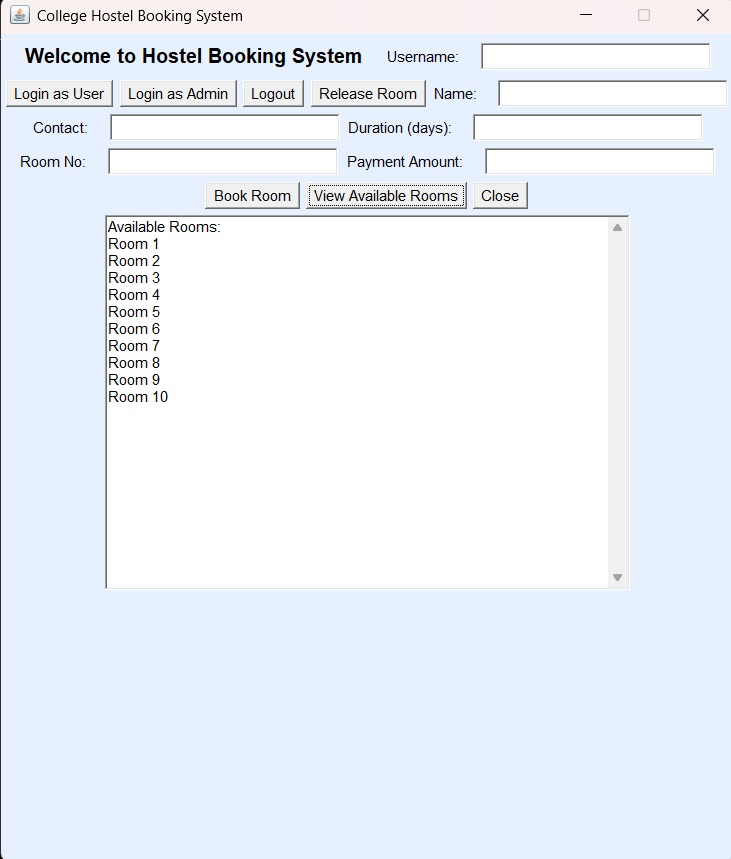 College Hostel Booking System
Welcome to Hostel Booking System Username:
Login as User Login as Admin Logout Release Room Name:
Contact: Duration (days):
Room No: Payment Amount:
Book Room View Available Rooms Close
Available Rooms:
Room 1
Room 2
Room 3
Room 4
Room 5
Room 6
Room 7
Room 8
Room 9
Room 10